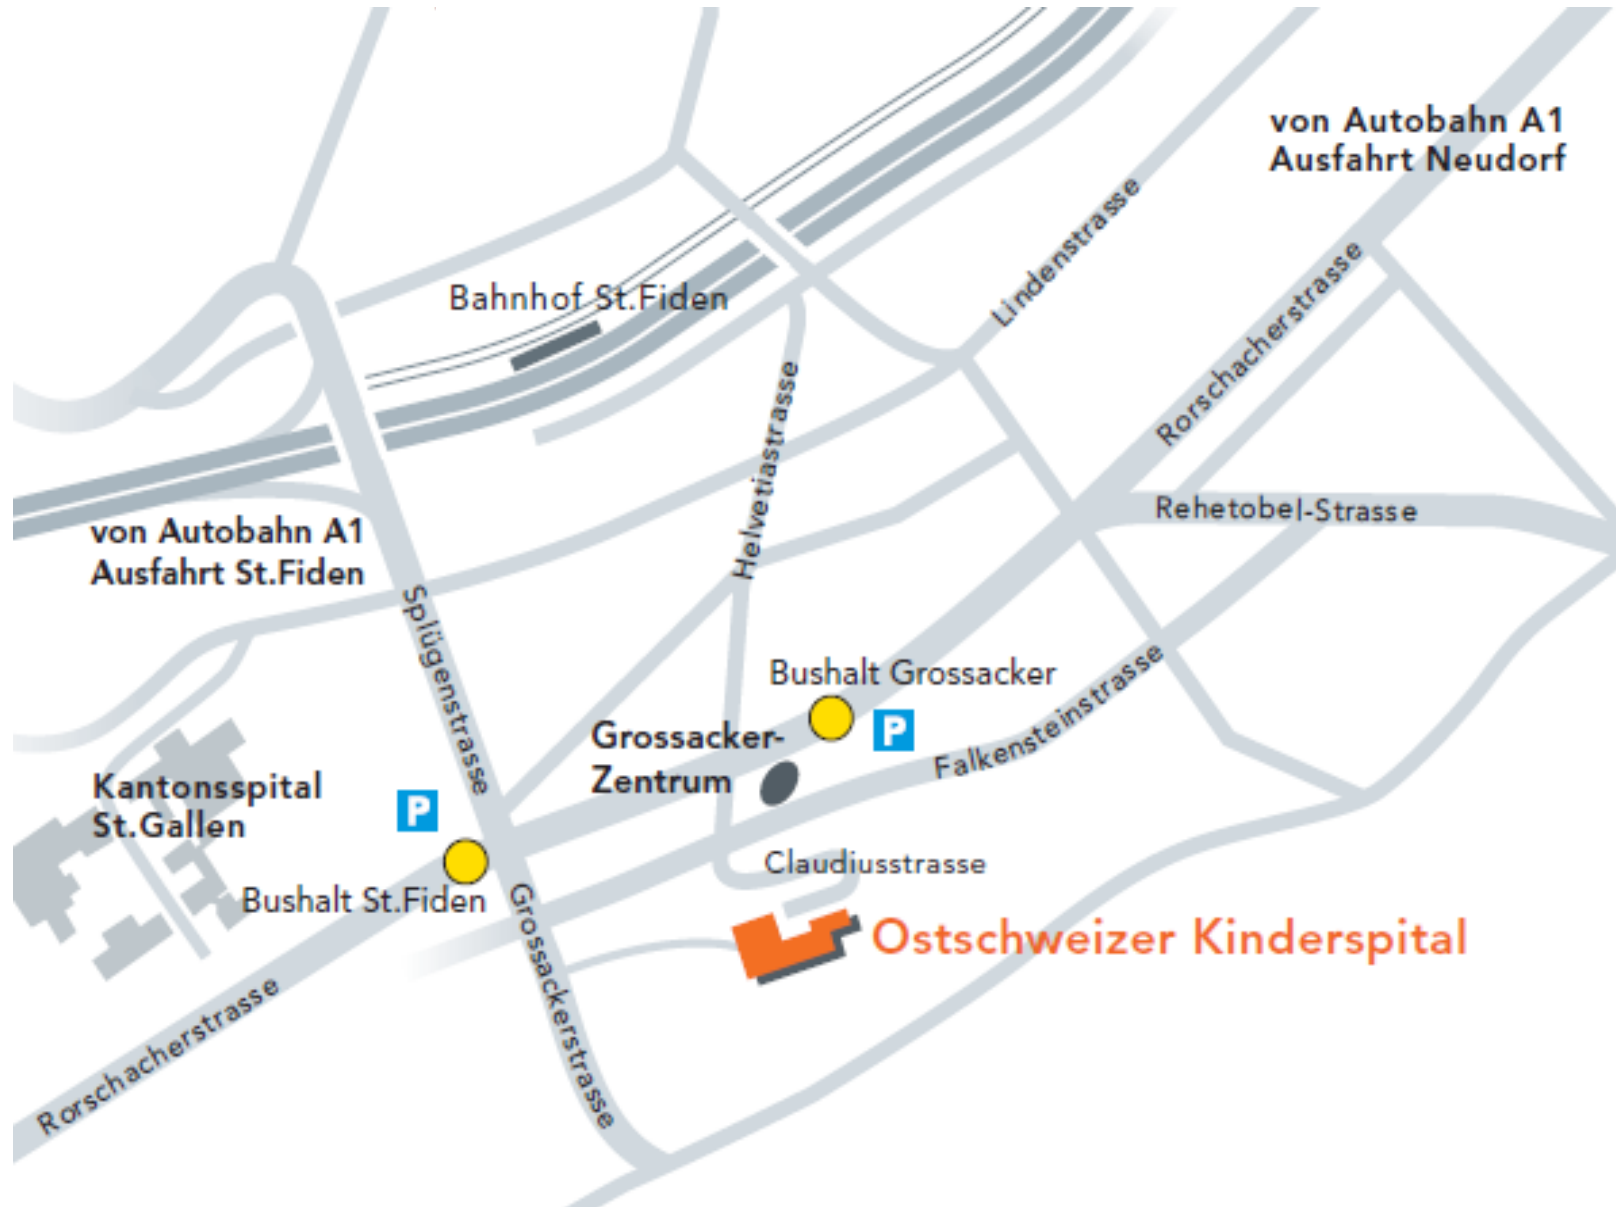 von Autobahn A1
Ausfahrt Neudorf
Lindenstrasse
Rorschacherstrasse
Bahnhof St.Fiden
Helvetiastrasse
Rehetobel-Strasse
von Autobahn A1
Ausfahrt St.Fiden
Splügenstrasse
Bushalt Grossacker
P
Grossacker-
Zentrum
Falkensteinstrasse
Kantonsspital
St.Gallen
P
Claudiusstrasse
Bushalt St.Fiden
Grossackerstrasse
Ostschweizer Kinderspital
Rorschacherstrasse